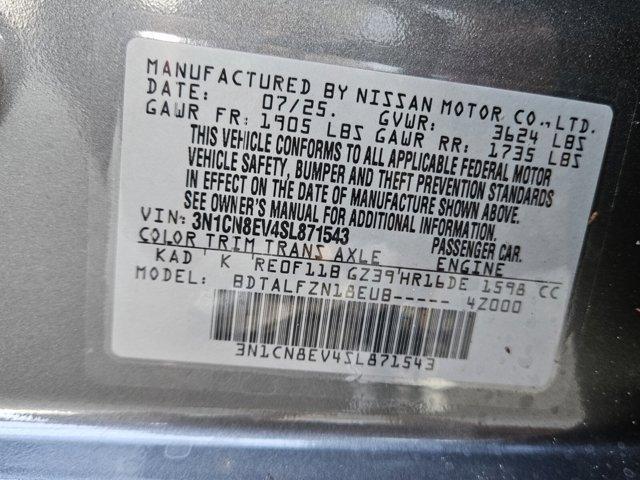 MANUFACTURED BY NISSAN MOTOR CO.,LTD.
DATE: 07/25. GVWR: 3624 LBS
GAWR FR: 1905 LBS GAWR RR: 1735 LBS
THIS VEHICLE CONFORMS TO ALL APPLICABLE FEDERAL MOTOR
VEHICLE SAFETY, BUMPER AND THEFT PREVENTION STANDARDS
IN EFFECT ON THE DATE OF MANUFACTURE SHOWN ABOVE.
SEE OWNER'S MANUAL FOR ADDITIONAL INFORMATION.
VIN: 3N1CN8EV4SL871543 PASSENGER CAR.
COLOR TRIM TRANS AXLE ENGINE
KAD ' K ' RE0F11B GZ39'HR16DE 1598 CC
MODEL: BDTALFZN18EUB----- 4Z000
3N1CN8EV4SL871543